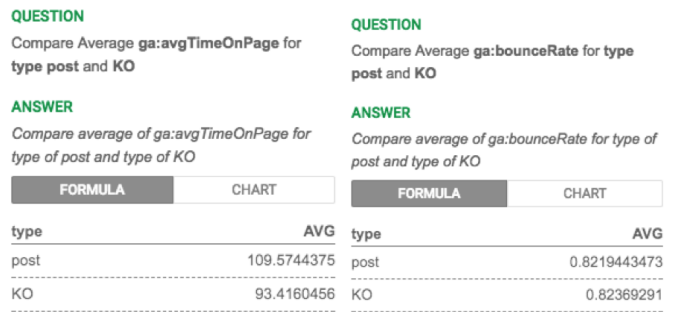 QUESTION
Compare Average ga:avgTimeOnPage for
type post and KO
ANSWER
Compare average of ga:avgTimeOnPage for
type of post and type of KO
FORMULA CHART
type AVG
post 109.5744375
KO 93.4160456
QUESTION
Compare Average ga:bounceRate for type
post and KO
ANSWER
Compare average of ga:bounceRate for type of
post and type of KO
FORMULA CHART
type AVG
post 0.8219443473
KO 0.82369291